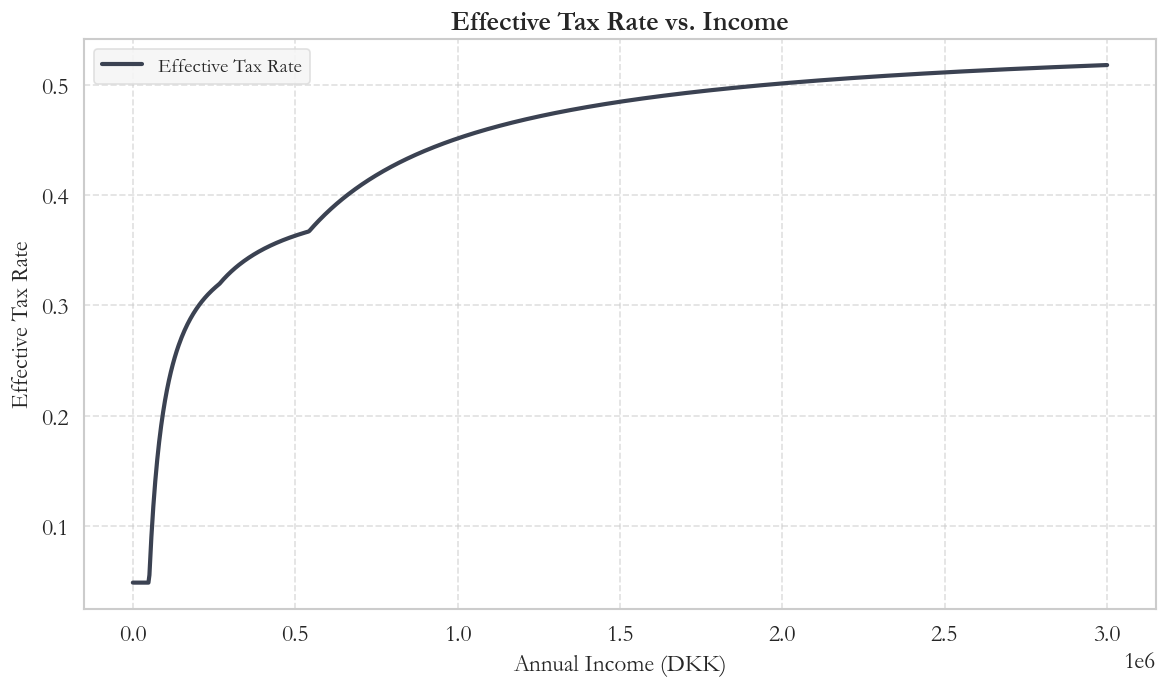 Effective Tax Rate vs. Income
Effective Tax Rate
0.5
0.4
0.3
0.2
0.1
Effective Tax Rate
0.0 0.5 1.0 1.5 2.0 2.5 3.0
1e6
Annual Income (DKK)